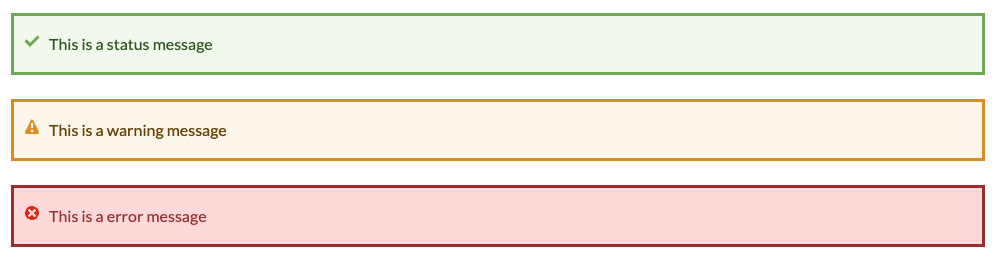 This is a status message
This is a warning message
This is a error message